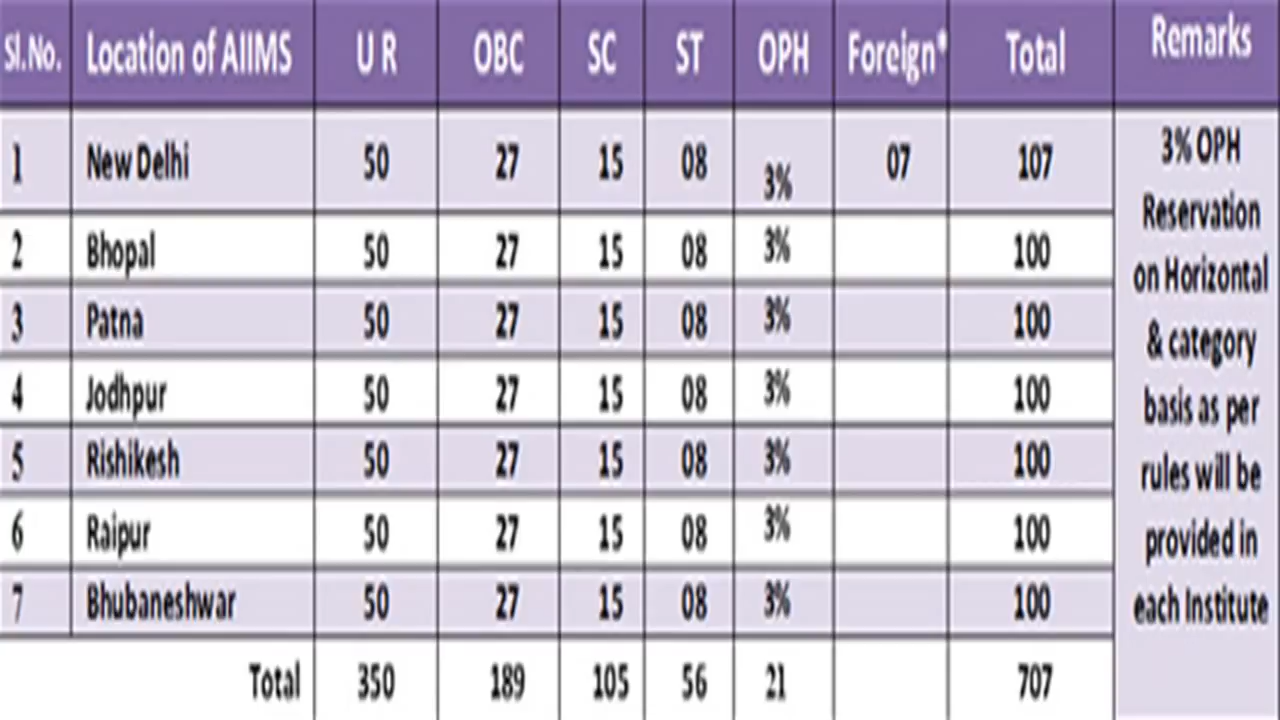 Sl.No. Location of AIIMS U R OBC SC ST OPH Foreign* Total Remarks
1 New Delhi 50 27 15 08 3% 07 107
2 Bhopal 50 27 15 08 3% 100
3 Patna 50 27 15 08 3% 100
4 Jodhpur 50 27 15 08 3% 100
5 Rishikesh 50 27 15 08 3% 100
6 Raipur 50 27 15 08 3% 100
7 Bhubaneshwar 50 27 15 08 3% 100
Total 350 189 105 56 21 707
3% OPH
Reservation
on Horizontal
& category
basis as per
rules will be
provided in
each Institute